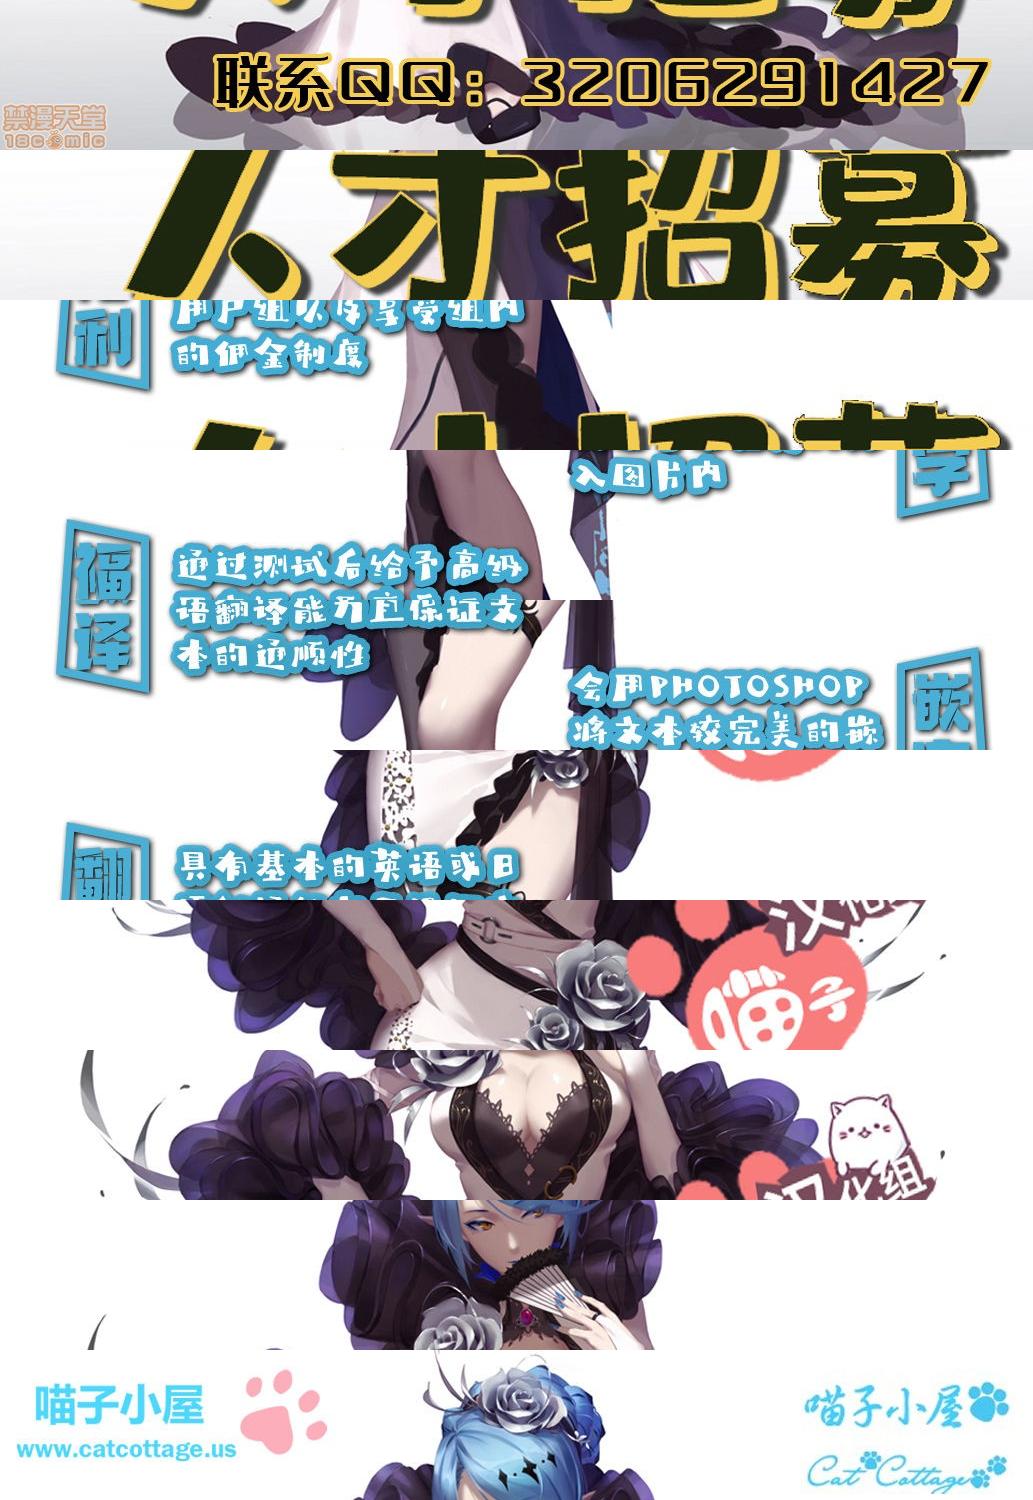 联系QQ：3206291427
禁漫天堂
18comic
人才招募
利
用户组以及享受组内
的佣金制度
入图片内
字
福
译
通过测试后给予高级
语翻译能力且保证文
本的通顺性
会用PHOTOSHOP
将文本较完美的嵌
嵌
翻
具有基本的英语或日
喵子
汉化组
喵子小屋
www.catcottage.us
喵子小屋
Cat Cottage